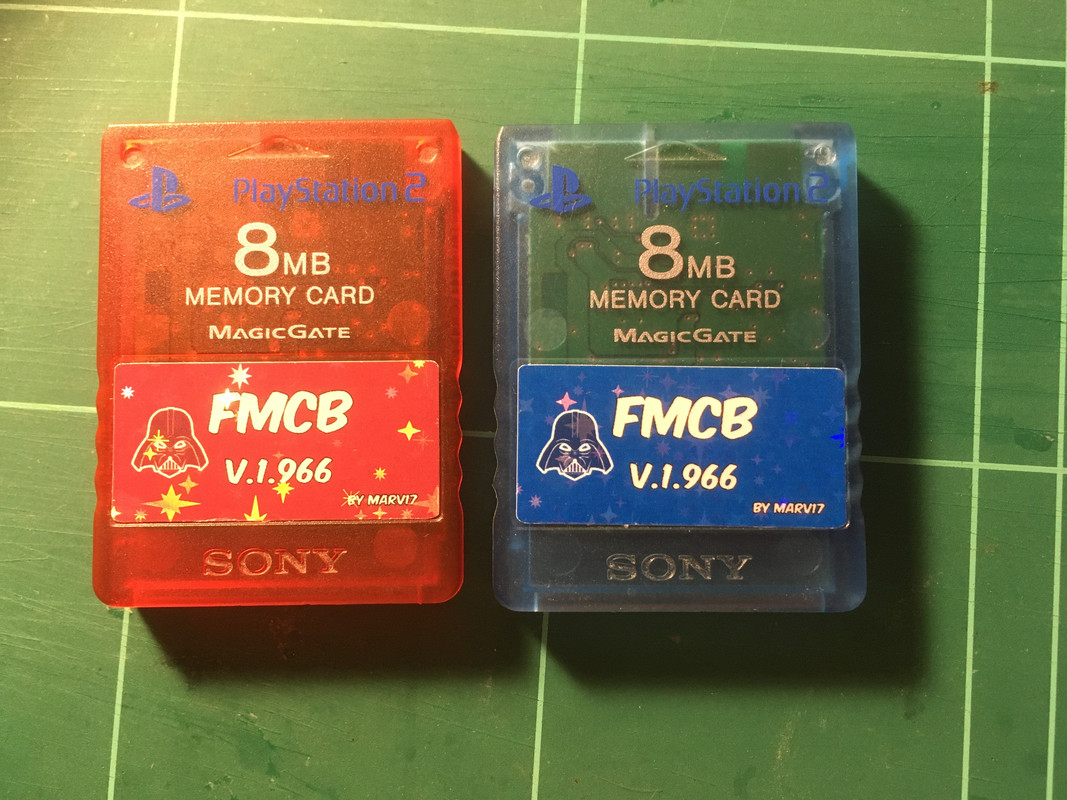 PlayStation 2
8MB
MEMORY CARD
MAGICGATE
FMCB
V.1.966
BY MARV17
SONY
PlayStation 2
8MB
MEMORY CARD
MAGICGATE
FMCB
V.1.966
BY MARV17
SONY